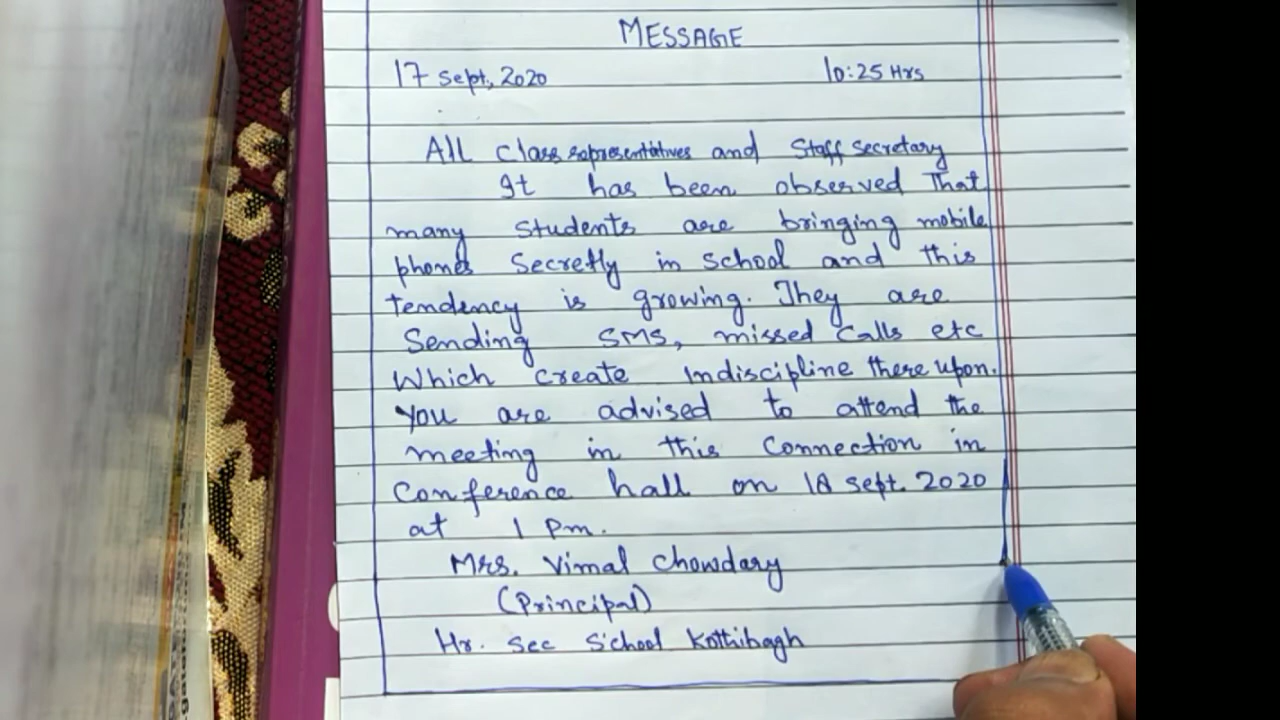 MESSAGE
17 Sept, 2020 10:25 Hrs
All Class representatives and Staff secretary
It has been observed That
many students are bringing mobile
phones Secretly in school and this
tendency is growing. They are
Sending SMS, missed Calls etc
Which create Indiscipline there upon.
You are advised to attend the
meeting in this Connection in
Conference hall on 18 sept. 2020
at 1 Pm.
Mrs. Vimal Chowdary
(Principal)
Hr. Sec School Kothibagh